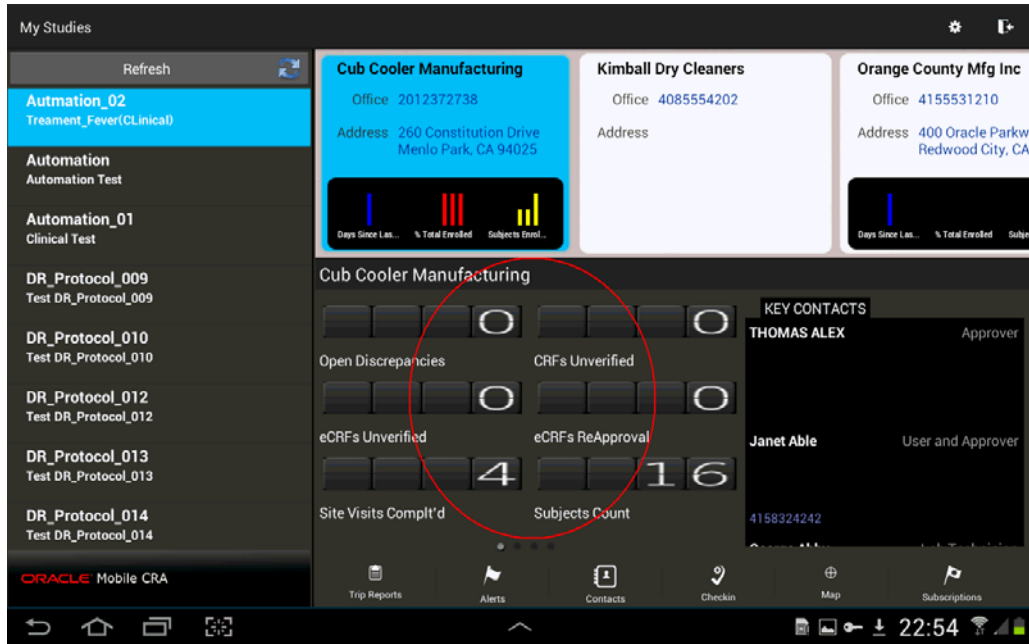 My Studies
Refresh
Autmation_02
Treament_Fever(CLinical)
Automation
Automation Test
Automation_01
Clinical Test
DR_Protocol_009
Test DR_Protocol_009
DR_Protocol_010
Test DR_Protocol_010
DR_Protocol_012
Test DR_Protocol_012
DR_Protocol_013
Test DR_Protocol_013
DR_Protocol_014
Test DR_Protocol_014
ORACLE Mobile CRA
Cub Cooler Manufacturing
Office 2012372738
Address 260 Constitution Drive
Menlo Park, CA 94025
Days Since Las... % Total Enrolled Subjects Enrol...
Kimball Dry Cleaners
Office 4085554202
Address
Orange County Mfg Inc
Office 4155531210
Address 400 Oracle Parkw
Redwood City, CA
Days Since Las... % Total Enrolled Subje
Cub Cooler Manufacturing
0 0
Open Discrepancies CRFs Unverified
0 0
eCRFs Unverified eCRFs ReApproval
4 16
Site Visits Complt'd Subjects Count
KEY CONTACTS
THOMAS ALEX Approver
Janet Able User and Approver
4158324242
Trip Reports Alerts Contacts Checkin Map Subscriptions
22:54